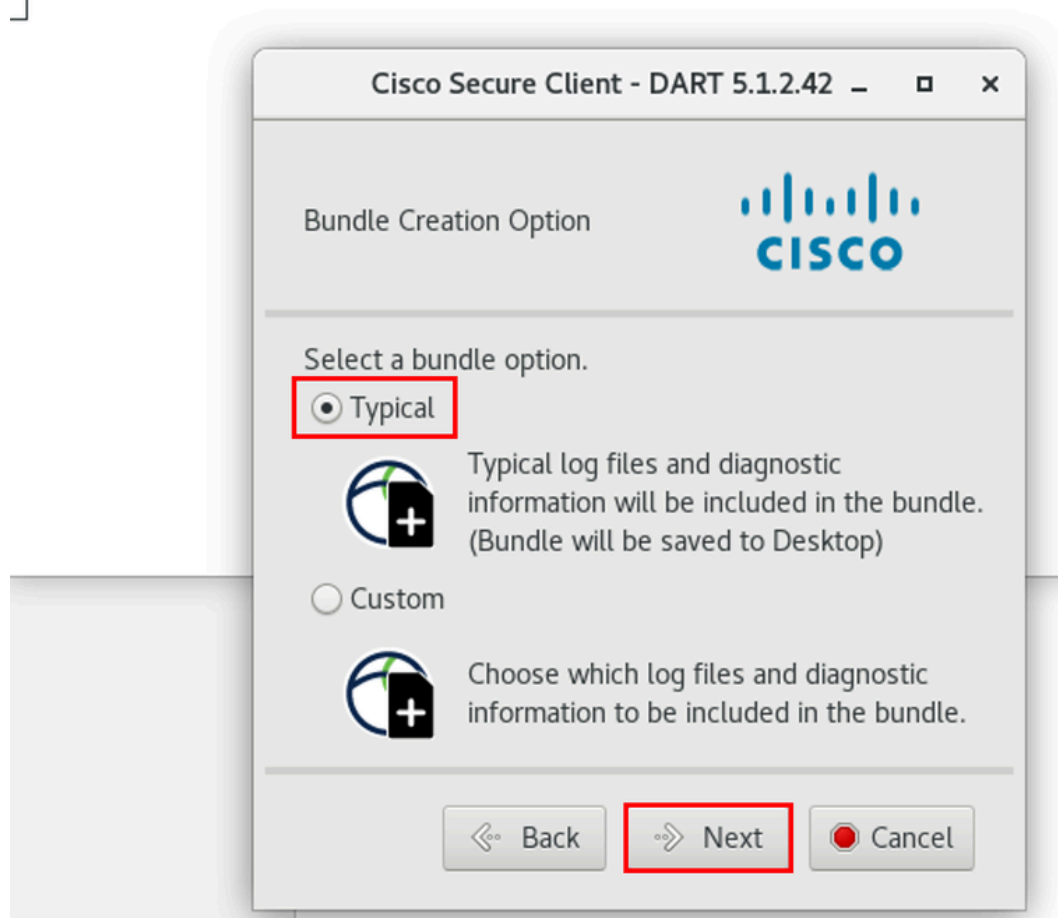 Cisco Secure Client - DART 5.1.2.42
Bundle Creation Option
CISCO
Select a bundle option.
Typical
Typical log files and diagnostic
information will be included in the bundle.
(Bundle will be saved to Desktop)
Custom
Choose which log files and diagnostic
information to be included in the bundle.
Back
Next
Cancel